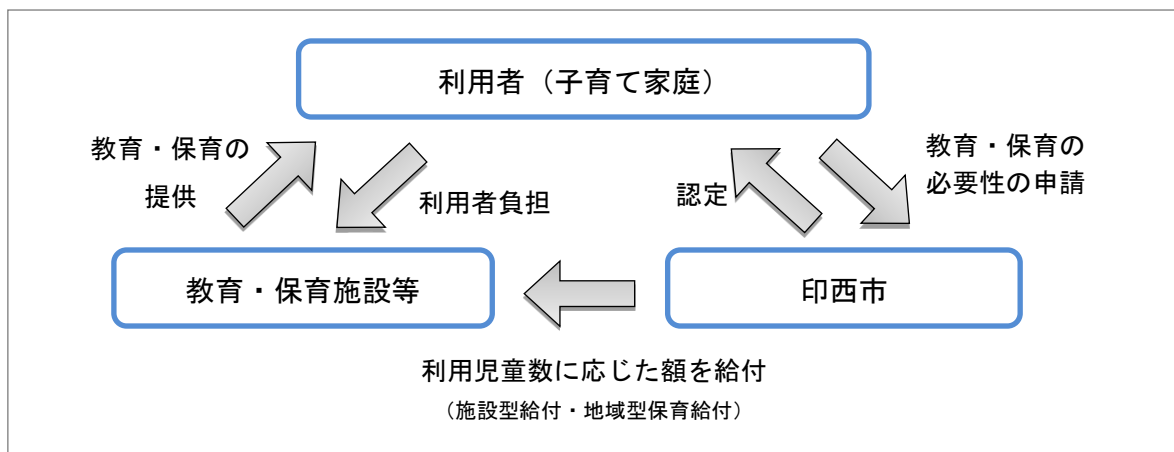 利用者（子育て家庭）
教育・保育の
提供
利用者負担
認定
教育・保育の
必要性の申請
教育・保育施設等
印西市
利用児童数に応じた額を給付
（施設型給付・地域型保育給付）